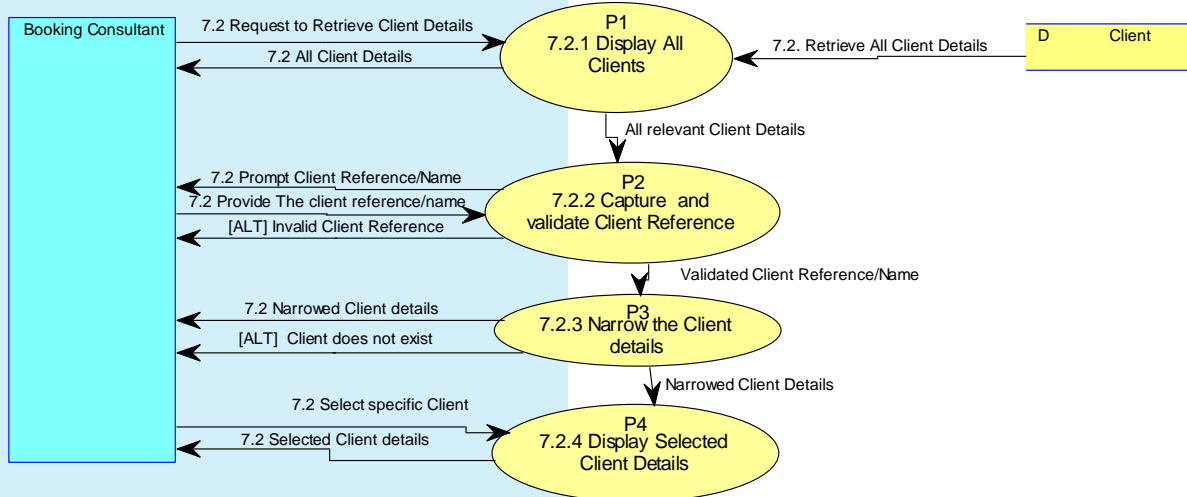 Booking Consultant
7.2 Request to Retrieve Client Details
7.2 All Client Details
P1
7.2.1 Display All
Clients
7.2. Retrieve All Client Details
D Client
All relevant Client Details
7.2 Prompt Client Reference/Name
7.2 Provide The client reference/name
[ALT] Invalid Client Reference
P2
7.2.2 Capture and
validate Client Reference
Validated Client Reference/Name
7.2 Narrowed Client details
[ALT] Client does not exist
P3
7.2.3 Narrow the Client
details
Narrowed Client Details
7.2 Select specific Client
7.2 Selected Client details
P4
7.2.4 Display Selected
Client Details